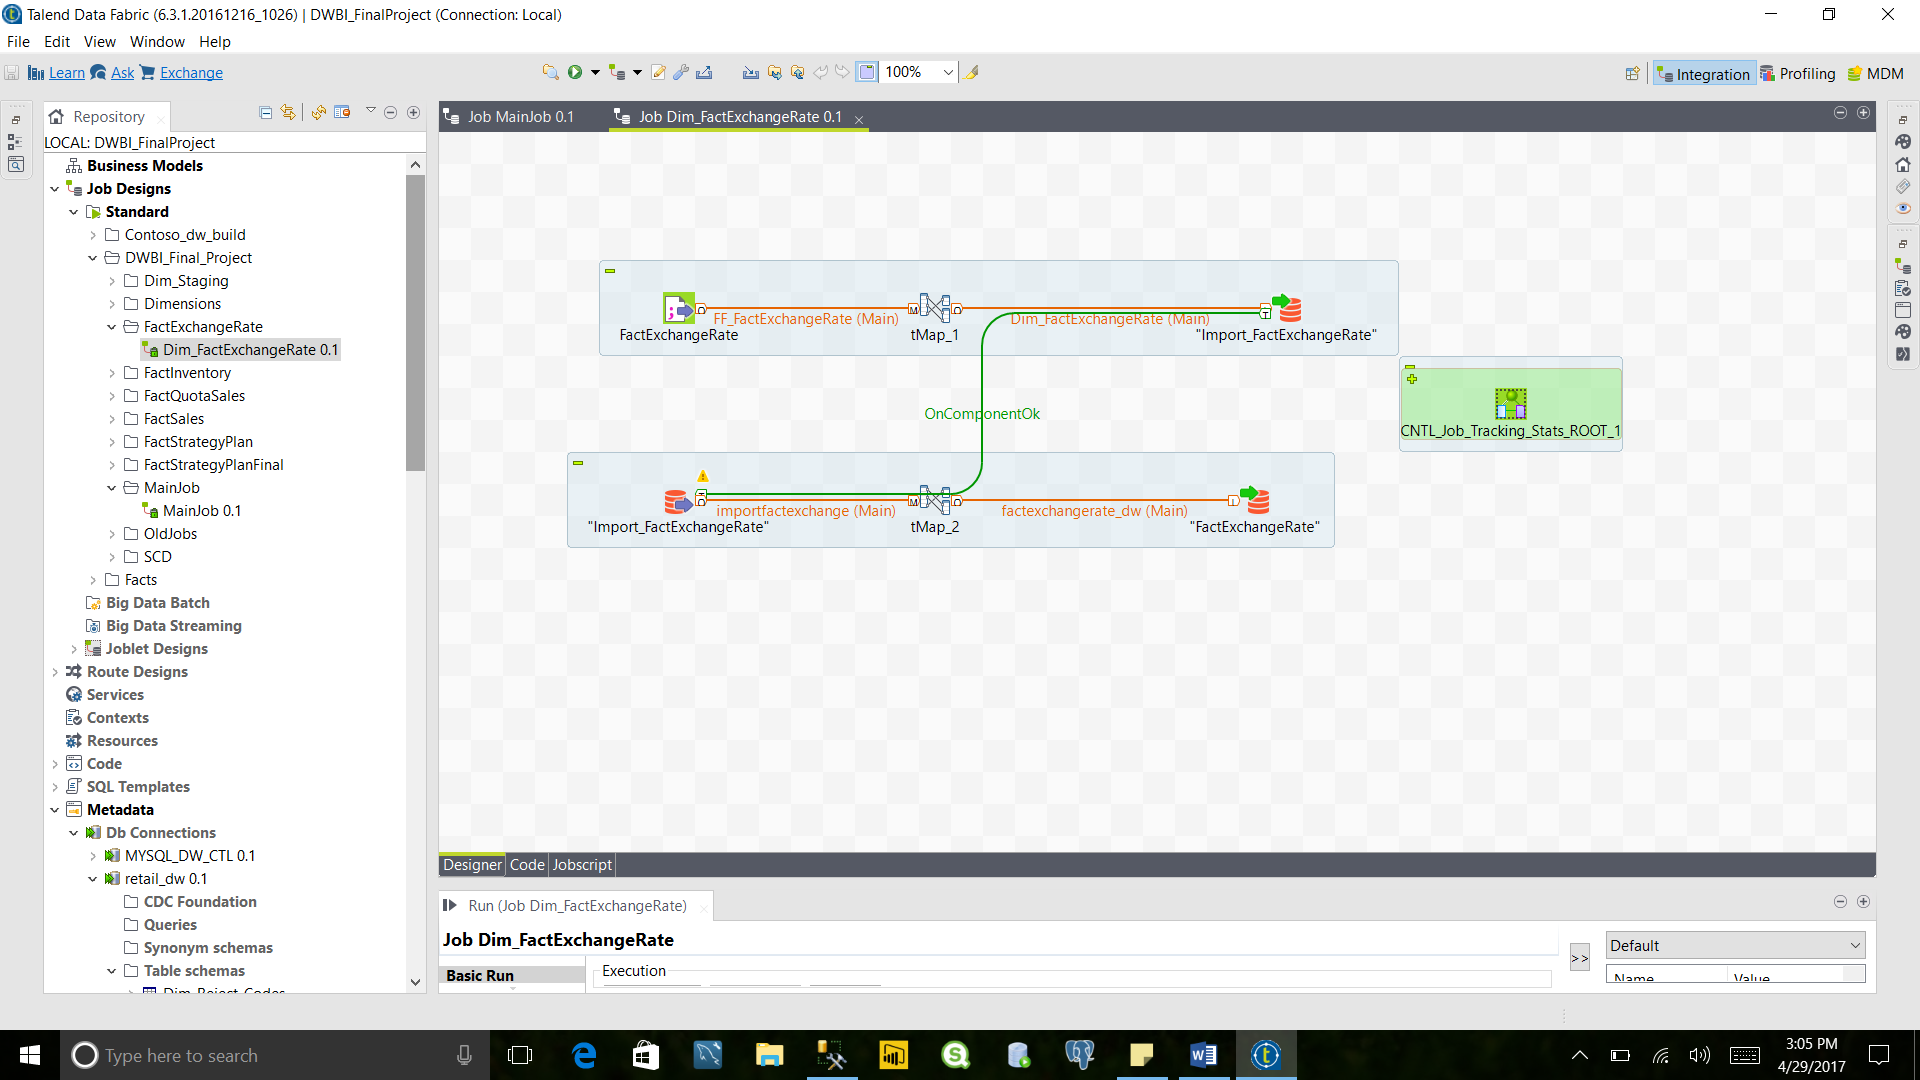 Talend Data Fabric (6.3.1.20161216_1026) | DWBI_FinalProject (Connection: Local)
File Edit View Window Help
Learn Ask Exchange 100% Integration Profiling MDM
Repository
LOCAL: DWBI_FinalProject
Business Models
Job Designs
Standard
Contoso_dw_build
DWBI_Final_Project
Dim_Staging
Dimensions
FactExchangeRate
Dim_FactExchangeRate 0.1
FactInventory
FactQuotaSales
FactSales
FactStrategyPlan
FactStrategyPlanFinal
MainJob
MainJob 0.1
OldJobs
SCD
Facts
Big Data Batch
Big Data Streaming
Joblet Designs
Route Designs
Services
Contexts
Resources
Code
SQL Templates
Metadata
Db Connections
MYSQL_DW_CTL 0.1
retail_dw 0.1
CDC Foundation
Queries
Synonym schemas
Table schemas
Dim_Reject_Codes
Job MainJob 0.1 Job Dim_FactExchangeRate 0.1
FF_FactExchangeRate (Main) Dim_FactExchangeRate (Main)
FactExchangeRate tMap_1 "Import_FactExchangeRate"
OnComponentOk
CNTL_Job_Tracking_Stats_ROOT_1
importfactexchange (Main) factexchangerate_dw (Main)
"Import_FactExchangeRate" tMap_2 "FactExchangeRate"
Designer Code Jobscript
Run (Job Dim_FactExchangeRate)
Job Dim_FactExchangeRate
Basic Run
Execution
>>
Default
Name Value
Type here to search
3:05 PM
4/29/2017